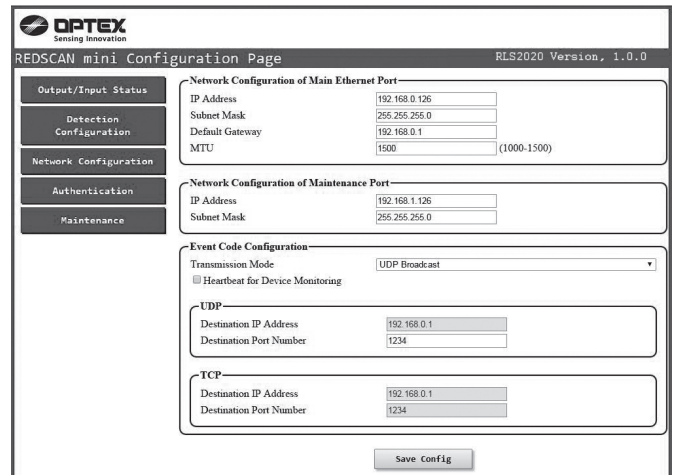 OPTEX
Sensing Innovation
REDSCAN mini Configuration Page RLS2020 Version, 1.0.0
Output/Input Status
Detection
Configuration
Network Configuration
Authentication
Maintenance
Network Configuration of Main Ethernet Port
IP Address 192.168.0.126
Subnet Mask 255.255.255.0
Default Gateway 192.168.0.1
MTU 1500 (1000-1500)
Network Configuration of Maintenance Port
IP Address 192.168.1.126
Subnet Mask 255.255.255.0
Event Code Configuration
Transmission Mode UDP Broadcast
Heartbeat for Device Monitoring
UDP
Destination IP Address 192.168.0.1
Destination Port Number 1234
TCP
Destination IP Address 192.168.0.1
Destination Port Number 1234
Save Config